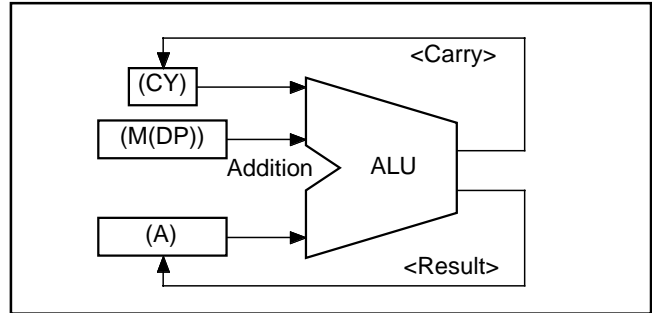 <Carry>
(CY)
(M(DP))
Addition
ALU
(A)
<Result>